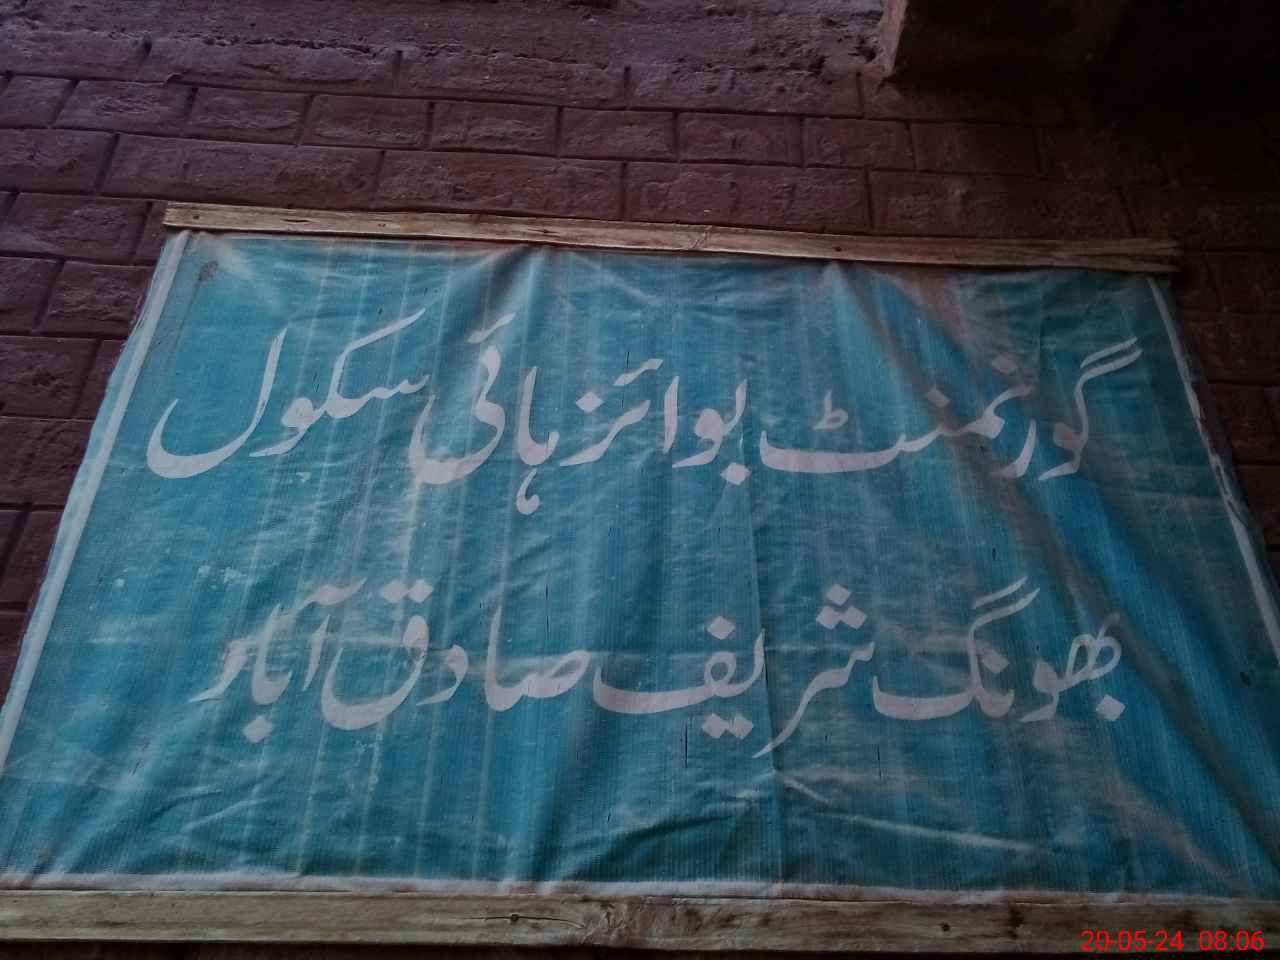 گورنمنٹ بوائز ہائی سکول
بھونگ شریف صادق آباد
20-05-24 08:06